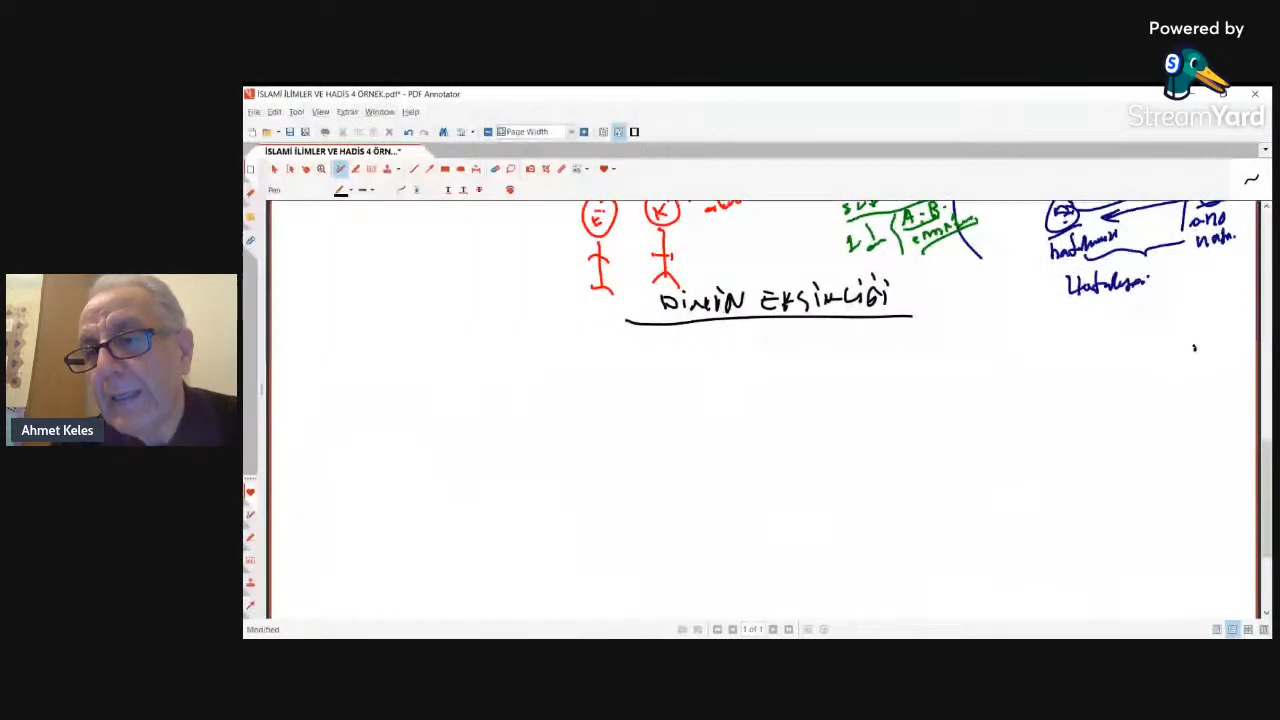 Powered by
S
StreamYard
İSLAMİ İLİMLER VE HADİS 4 ÖRNEK.pdf* - PDF Annotator
File Edit Tool View Extras Window Help
Page Width
İSLAMİ İLİMLER VE HADİS 4 ÖRN...*
Pen
E K
A. B.
DİNİN EKSİKLİĞİ
Ahmet Keles
Modified
1 of 1